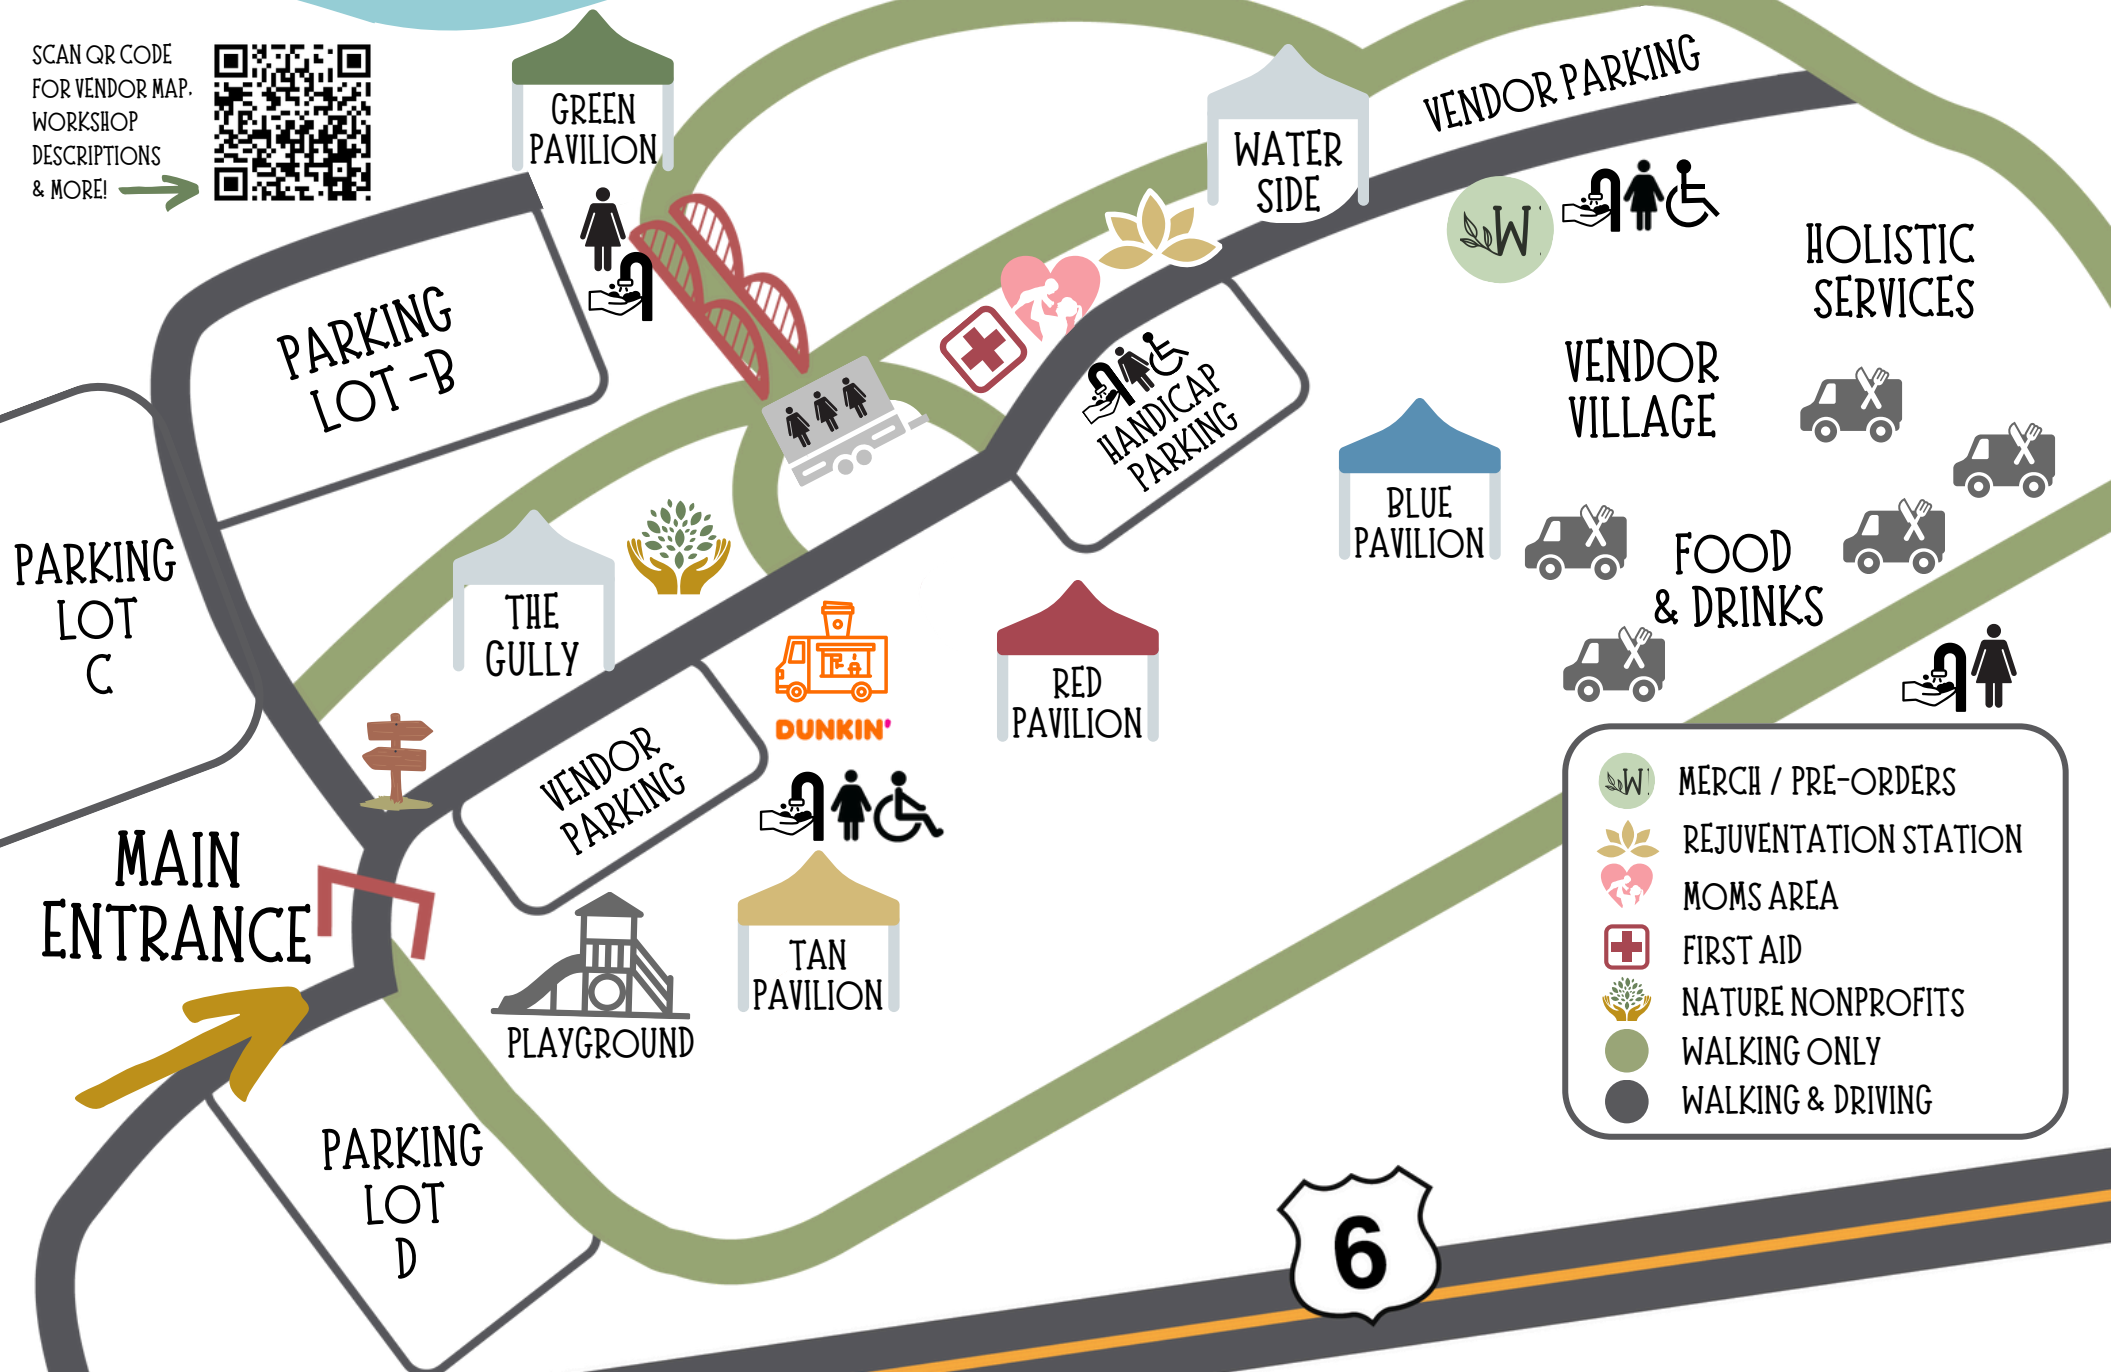 SCAN QR CODE
FOR VENDOR MAP,
WORKSHOP
DESCRIPTIONS
& MORE!
GREEN
PAVILION
WATER
SIDE
VENDOR PARKING
W
HOLISTIC
SERVICES
PARKING
LOT - B
HANDICAP
PARKING
VENDOR
VILLAGE
BLUE
PAVILION
FOOD
& DRINKS
PARKING
LOT
C
THE
GULLY
DUNKIN'
RED
PAVILION
VENDOR
PARKING
MAIN
ENTRANCE
TAN
PAVILION
PLAYGROUND
PARKING
LOT
D
W
MERCH / PRE-ORDERS
REJUVENTATION STATION
MOMS AREA
FIRST AID
NATURE NONPROFITS
WALKING ONLY
WALKING & DRIVING
6